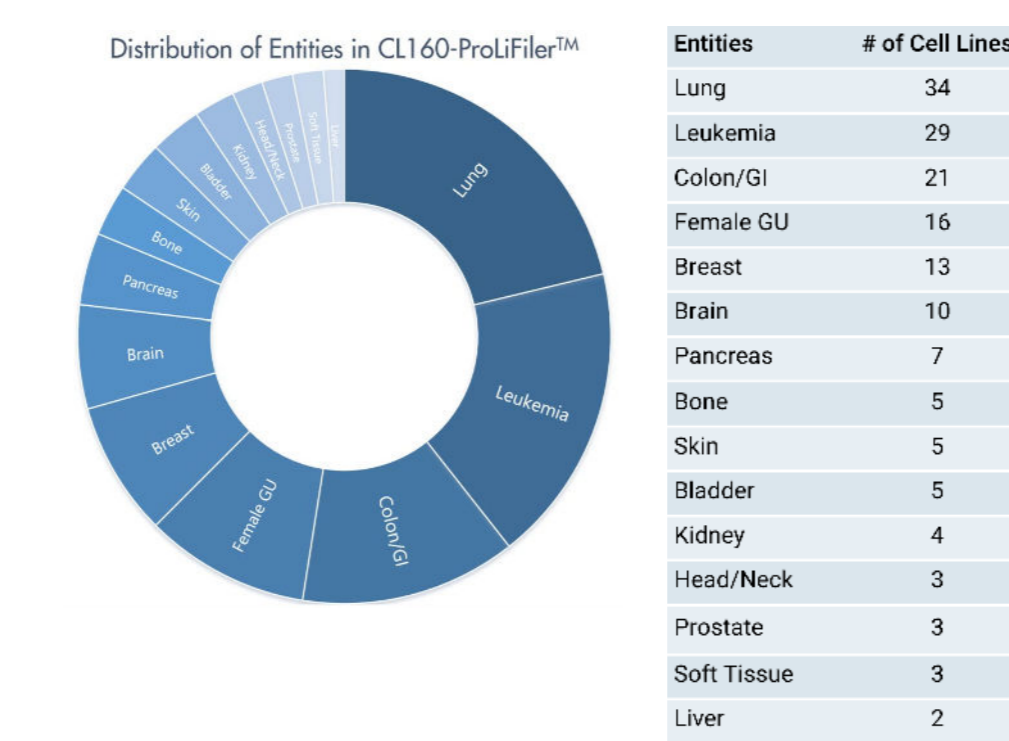 Distribution of Entities in CL160-ProLiFiler™
Lung
Leukemia
Colon/GI
Female GU
Breast
Brain
Pancreas
Bone
Skin
Bladder
Kidney
Head/Neck
Prostate
Soft Tissue
Liver
Entities # of Cell Lines
Lung 34
Leukemia 29
Colon/GI 21
Female GU 16
Breast 13
Brain 10
Pancreas 7
Bone 5
Skin 5
Bladder 5
Kidney 4
Head/Neck 3
Prostate 3
Soft Tissue 3
Liver 2